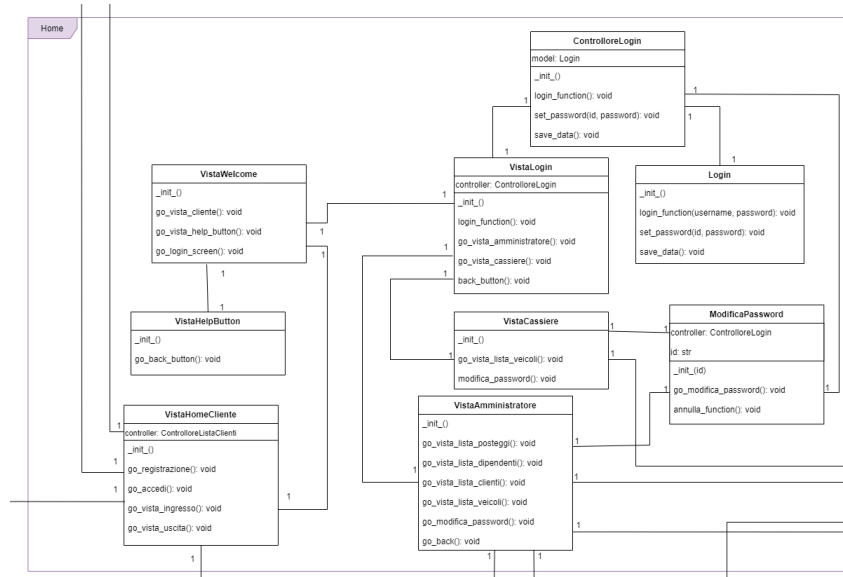 Home
ControlloreLogin
model: Login
_init_()
login_function(): void
set_password(id, password): void
save_data(): void
1
1
1
1
1
VistaWelcome
_init_()
go_vista_cliente(): void
go_vista_help_button(): void
go_login_screen(): void
1
1
1
VistaLogin
controller: ControlloreLogin
_init_()
login_function(): void
go_vista_amministratore(): void
go_vista_cassiere(): void
back_button(): void
1
1
1
Login
_init_()
login_function(username, password): void
set_password(id, password): void
save_data(): void
VistaHelpButton
_init_()
go_back_button(): void
1
VistaCassiere
_init_()
go_vista_lista_veicoli(): void
modifica_password(): void
1
1
1
ModificaPassword
controller: ControlloreLogin
id: str
_init_(id)
go_modifica_password(): void
annulla_function(): void
1
1
1
VistaHomeCliente
controller: ControlloreListaClienti
_init_()
go_registrazione(): void
go_accedi(): void
go_vista_ingresso(): void
go_vista_uscita(): void
1
1
1
1
1
VistaAmministratore
_init_()
go_vista_lista_posteggi(): void
go_vista_lista_dipendenti(): void
go_vista_lista_clienti(): void
go_vista_lista_veicoli(): void
go_modifica_password(): void
go_back(): void
1
1
1
1
1
1